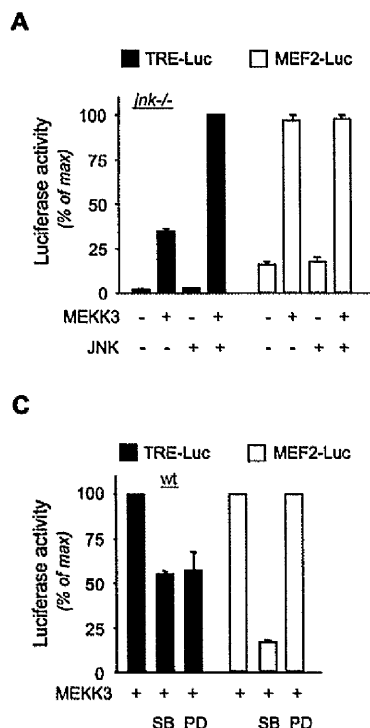 A
TRE-Luc MEF2-Luc
jnk-/-
Luciferase activity
(% of max)
100
75
50
25
0
MEKK3 - + - + - + - +
JNK - - + + - - + +
C
TRE-Luc MEF2-Luc
wt
Luciferase activity
(% of max)
100
75
50
25
0
MEKK3 + + + + + +
SB PD SB PD